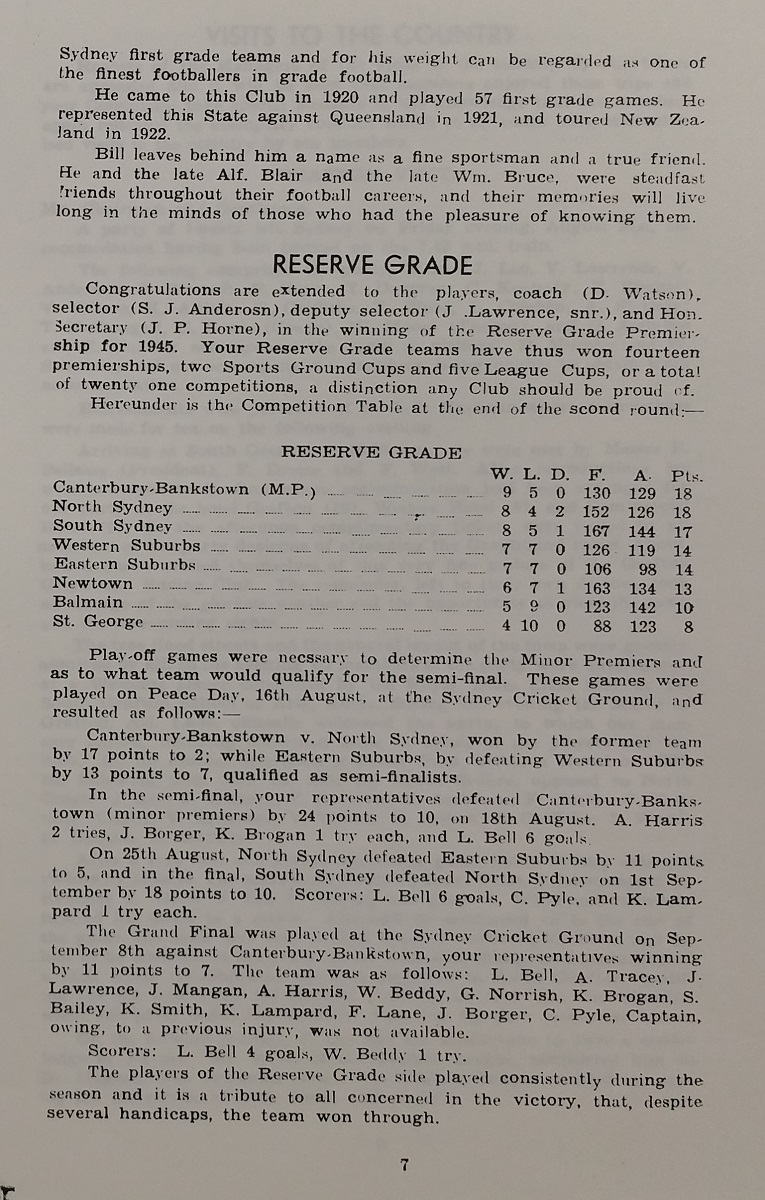 Sydney first grade teams and for his weight can be regarded as one of
the finest footballers in grade football.
He came to this Club in 1920 and played 57 first grade games. He
represented this State against Queensland in 1921, and toured New Zea-
land in 1922.
Bill leaves behind him a name as a fine sportsman and a true friend.
He and the late Alf. Blair and the late Wm. Bruce, were steadfast
friends throughout their football careers, and their memories will live
long in the minds of those who had the pleasure of knowing them.
RESERVE GRADE
Congratulations are extended to the players, coach (D. Watson),
selector (S. J. Anderosn), deputy selector (J .Lawrence, snr.), and Hon.
Secretary (J. P. Horne), in the winning of the Reserve Grade Premier-
ship for 1945. Your Reserve Grade teams have thus won fourteen
premierships, two Sports Ground Cups and five League Cups, or a total
of twenty one competitions, a distinction any Club should be proud of.
Hereunder is the Competition Table at the end of the scond round:—
RESERVE GRADE
W. L. D. F. A. Pts.
Canterbury-Bankstown (M.P.) 9 5 0 130 129 18
North Sydney 8 4 2 152 126 18
South Sydney 8 5 1 167 144 17
Western Suburbs 7 7 0 126 119 14
Eastern Suburbs 7 7 0 106 98 14
Newtown 6 7 1 163 134 13
Balmain 5 9 0 123 142 10
St. George 4 10 0 88 123 8
Play-off games were necssary to determine the Minor Premiers and
as to what team would qualify for the semi-final. These games were
played on Peace Day, 16th August, at the Sydney Cricket Ground, and
resulted as follows:—
Canterbury-Bankstown v. North Sydney, won by the former team
by 17 points to 2; while Eastern Suburbs, by defeating Western Suburbs
by 13 points to 7, qualified as semi-finalists.
In the semi-final, your representatives defeated Canterbury-Banks-
town (minor premiers) by 24 points to 10, on 18th August. A. Harris
2 tries, J. Borger, K. Brogan 1 try each, and L. Bell 6 goals.
On 25th August, North Sydney defeated Eastern Suburbs by 11 points
to 5, and in the final, South Sydney defeated North Sydney on 1st Sep-
tember by 18 points to 10. Scorers: L. Bell 6 goals, C. Pyle, and K. Lam-
pard 1 try each.
The Grand Final was played at the Sydney Cricket Ground on Sep-
tember 8th against Canterbury-Bankstown, your representatives winning
by 11 points to 7. The team was as follows: L. Bell, A. Tracey, J.
Lawrence, J. Mangan, A. Harris, W. Beddy, G. Norrish, K. Brogan, S.
Bailey, K. Smith, K. Lampard, F. Lane, J. Borger, C. Pyle, Captain,
owing, to a previous injury, was not available.
Scorers: L. Bell 4 goals, W. Beddy 1 try.
The players of the Reserve Grade side played consistently during the
season and it is a tribute to all concerned in the victory, that, despite
several handicaps, the team won through.
7